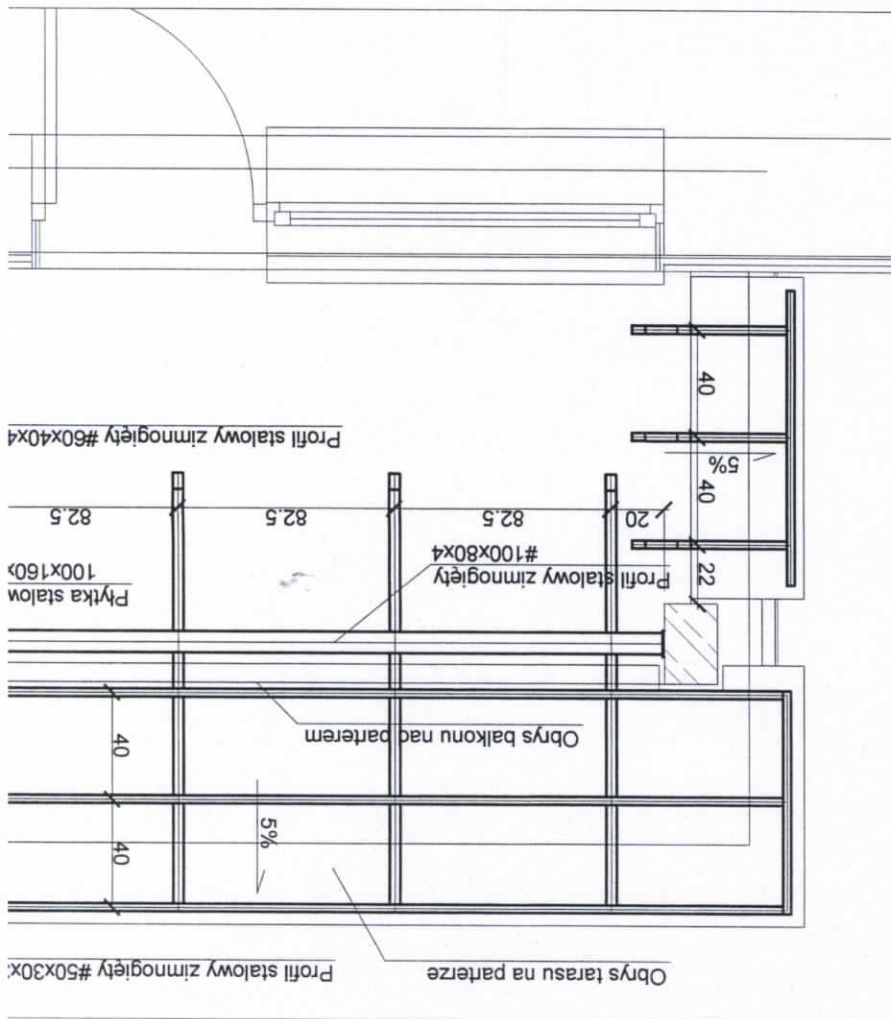 Obrys tarasu na parterze
Profil stalowy zimnogięty #50x30x
40
5%
40
Obrys balkonu nad parterem
22
Profil stalowy zimnogięty
#100x80x4
Płytka stalow
100x160x
20
82.5
82.5
82.5
40
5%
Profil stalowy zimnogięty #60x40x4
40